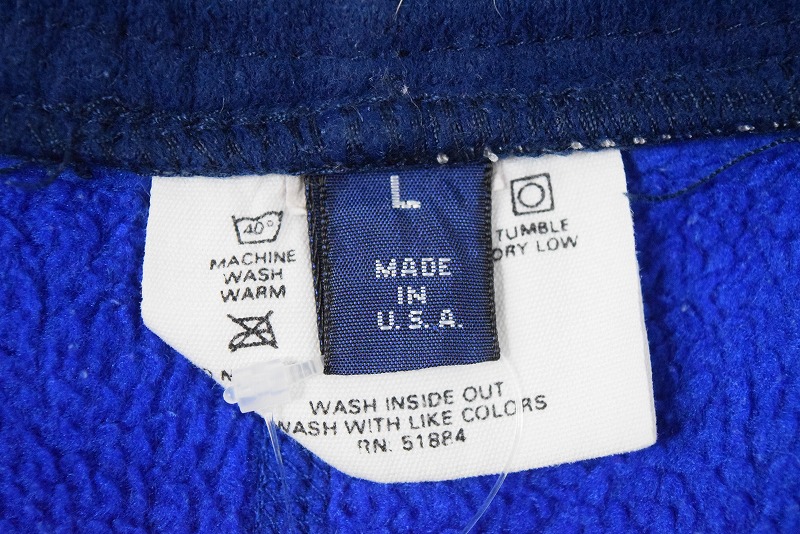 L
MADE
IN
U.S.A.
40°
MACHINE
WASH
WARM
TUMBLE
DRY LOW
WASH INSIDE OUT
WASH WITH LIKE COLORS
RN. 51884